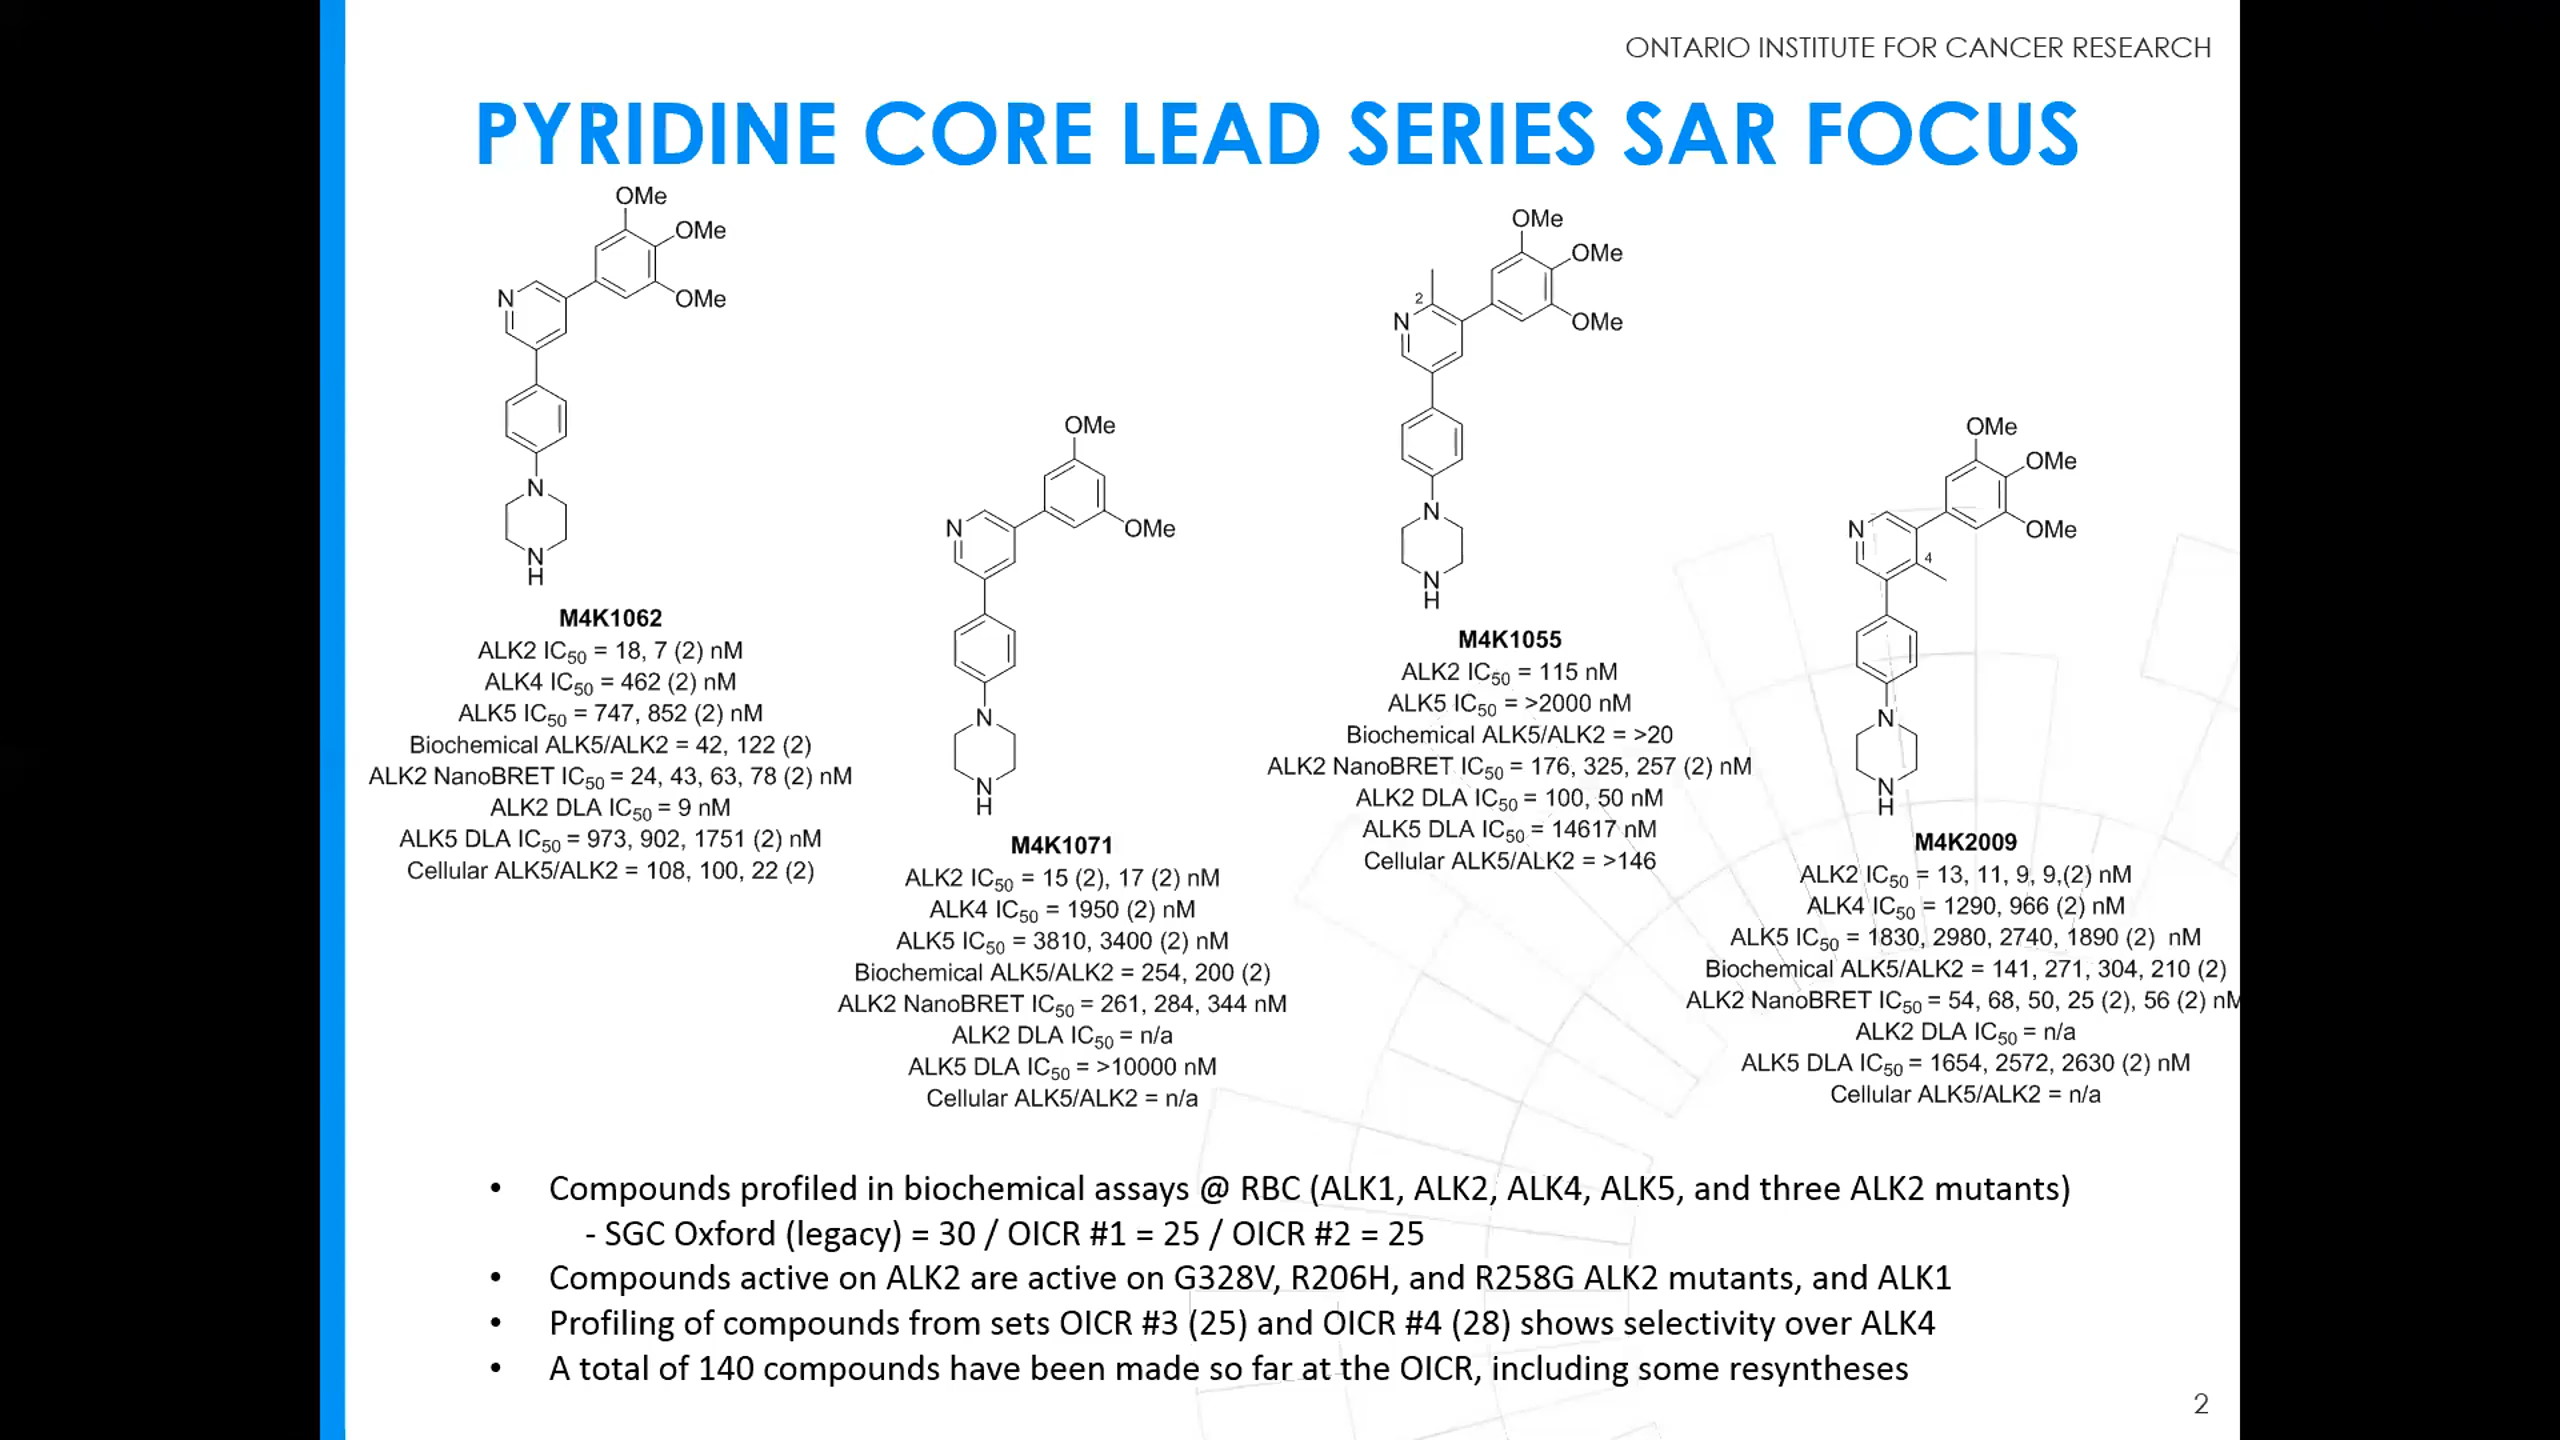 ONTARIO INSTITUTE FOR CANCER RESEARCH
PYRIDINE CORE LEAD SERIES SAR FOCUS
OMe
OMe
OMe
N
N
N
H
M4K1062
ALK2 IC50 = 18, 7 (2) nM
ALK4 IC50 = 462 (2) nM
ALK5 IC50 = 747, 852 (2) nM
Biochemical ALK5/ALK2 = 42, 122 (2)
ALK2 NanoBRET IC50 = 24, 43, 63, 78 (2) nM
ALK2 DLA IC50 = 9 nM
ALK5 DLA IC50 = 973, 902, 1751 (2) nM
Cellular ALK5/ALK2 = 108, 100, 22 (2)
OMe
OMe
N
N
N
H
M4K1071
ALK2 IC50 = 15 (2), 17 (2) nM
ALK4 IC50 = 1950 (2) nM
ALK5 IC50 = 3810, 3400 (2) nM
Biochemical ALK5/ALK2 = 254, 200 (2)
ALK2 NanoBRET IC50 = 261, 284, 344 nM
ALK2 DLA IC50 = n/a
ALK5 DLA IC50 = >10000 nM
Cellular ALK5/ALK2 = n/a
OMe
OMe
OMe
2
N
N
N
H
M4K1055
ALK2 IC50 = 115 nM
ALK5 IC50 = >2000 nM
Biochemical ALK5/ALK2 = >20
ALK2 NanoBRET IC50 = 176, 325, 257 (2) nM
ALK2 DLA IC50 = 100, 50 nM
ALK5 DLA IC50 = 14617 nM
Cellular ALK5/ALK2 = >146
OMe
OMe
OMe
N
4
N
N
H
M4K2009
ALK2 IC50 = 13, 11, 9, 9,(2) nM
ALK4 IC50 = 1290, 966 (2) nM
ALK5 IC50 = 1830, 2980, 2740, 1890 (2) nM
Biochemical ALK5/ALK2 = 141, 271, 304, 210 (2)
ALK2 NanoBRET IC50 = 54, 68, 50, 25 (2), 56 (2) nM
ALK2 DLA IC50 = n/a
ALK5 DLA IC50 = 1654, 2572, 2630 (2) nM
Cellular ALK5/ALK2 = n/a
• Compounds profiled in biochemical assays @ RBC (ALK1, ALK2, ALK4, ALK5, and three ALK2 mutants)
- SGC Oxford (legacy) = 30 / OICR #1 = 25 / OICR #2 = 25
• Compounds active on ALK2 are active on G328V, R206H, and R258G ALK2 mutants, and ALK1
• Profiling of compounds from sets OICR #3 (25) and OICR #4 (28) shows selectivity over ALK4
• A total of 140 compounds have been made so far at the OICR, including some resyntheses
2